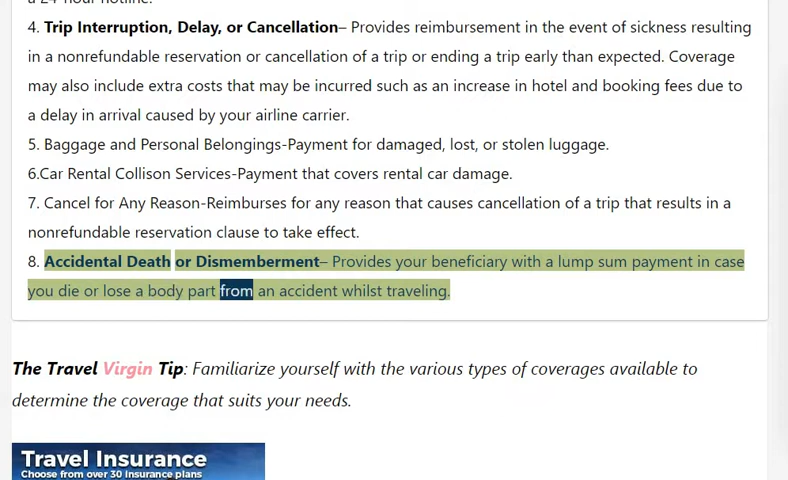 a 24-hour hotline.
4. Trip Interruption, Delay, or Cancellation– Provides reimbursement in the event of sickness resulting
in a nonrefundable reservation or cancellation of a trip or ending a trip early than expected. Coverage
may also include extra costs that may be incurred such as an increase in hotel and booking fees due to
a delay in arrival caused by your airline carrier.
5. Baggage and Personal Belongings-Payment for damaged, lost, or stolen luggage.
6.Car Rental Collison Services-Payment that covers rental car damage.
7. Cancel for Any Reason-Reimburses for any reason that causes cancellation of a trip that results in a
nonrefundable reservation clause to take effect.
8. Accidental Death or Dismemberment– Provides your beneficiary with a lump sum payment in case
you die or lose a body part from an accident whilst traveling.
The Travel Virgin Tip: Familiarize yourself with the various types of coverages available to
determine the coverage that suits your needs.
Travel Insurance
Choose from over 30 insurance plans